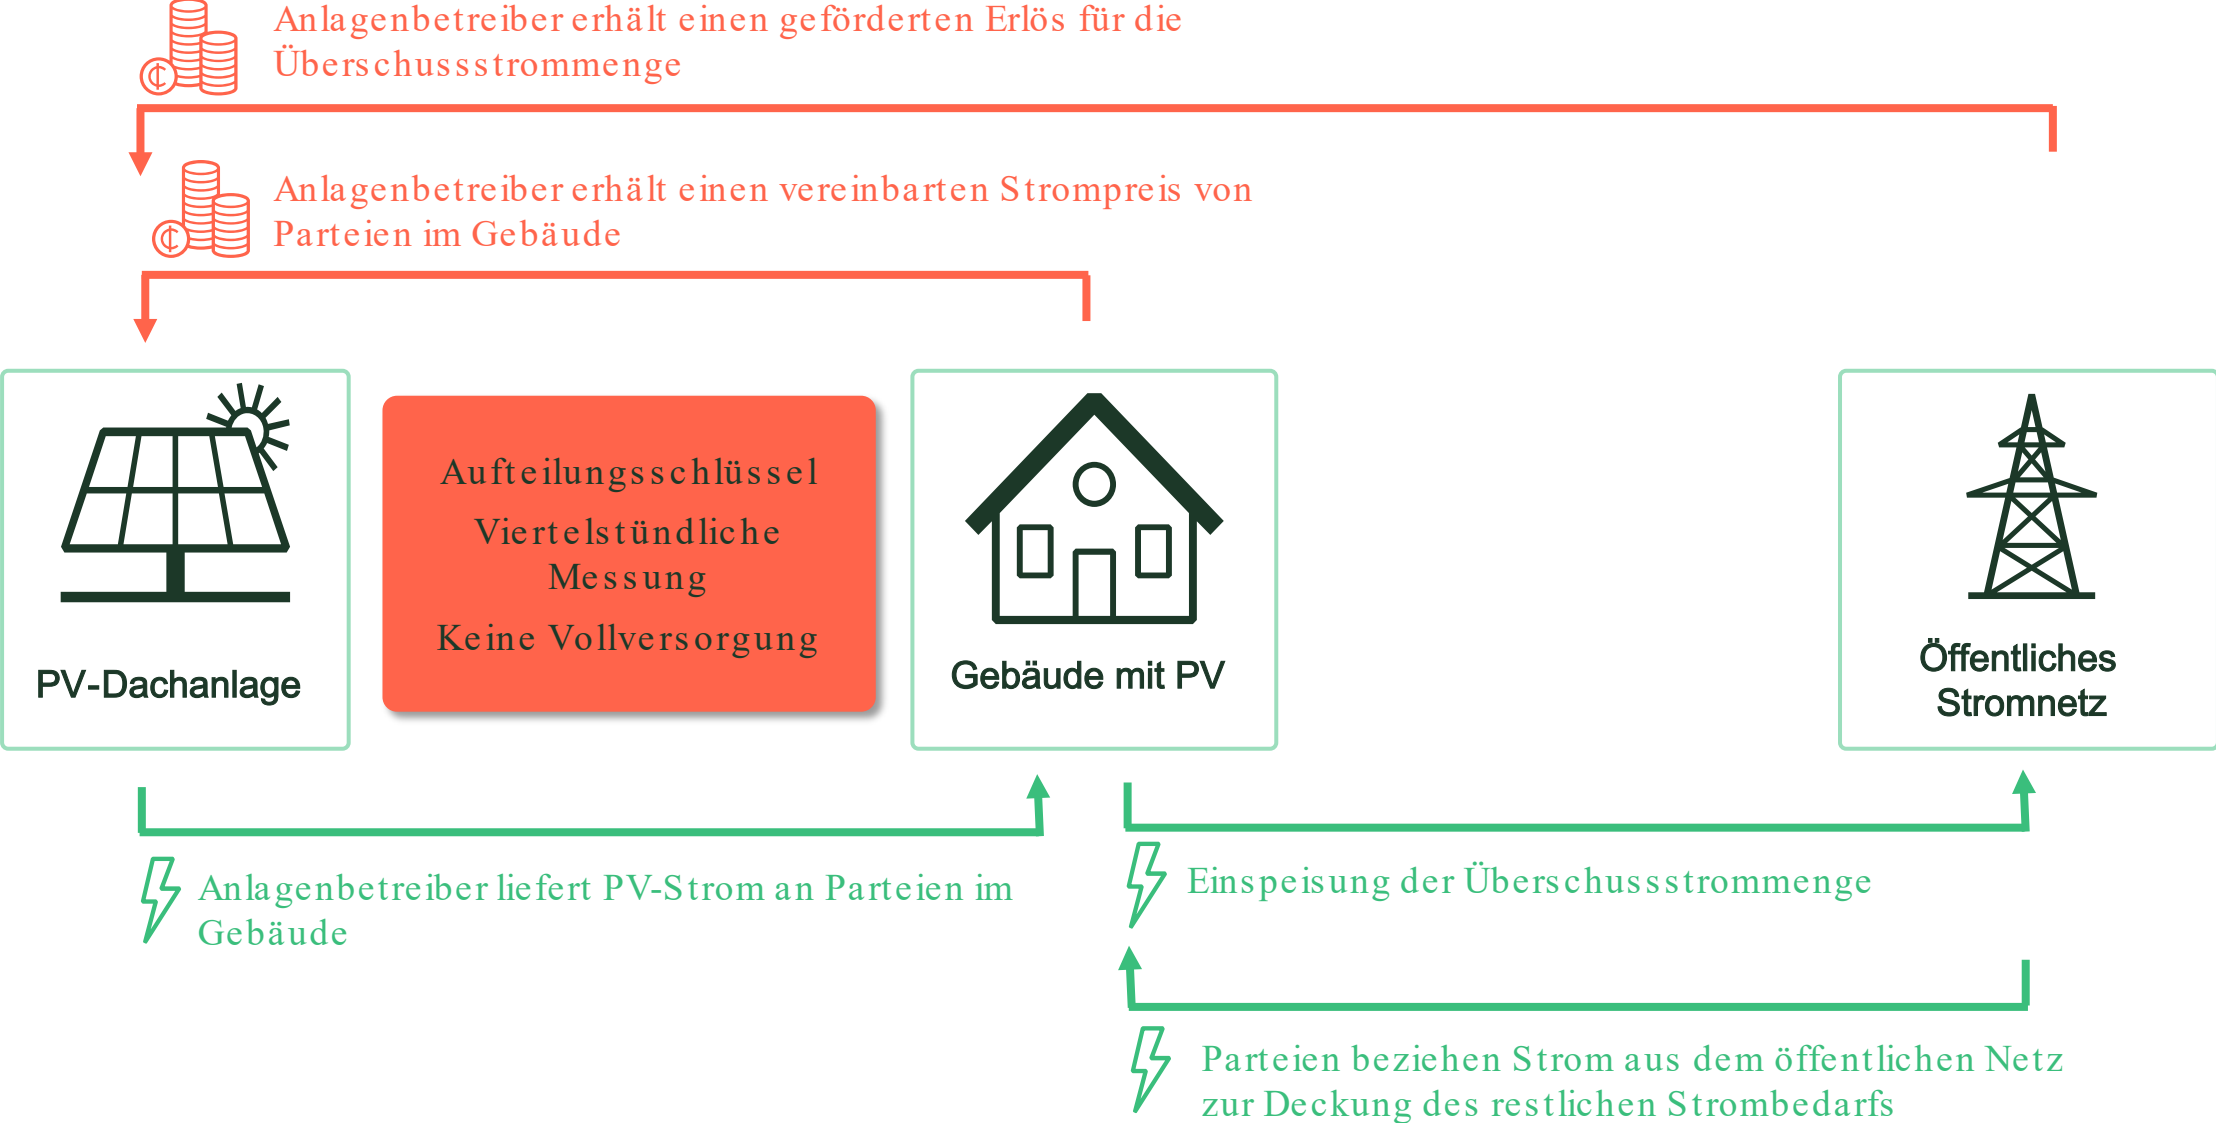 Anlagenbetreiber erhält einen geförderten Erlös für die
Überschussstrommenge
Anlagenbetreiber erhält einen vereinbarten Strompreis von
Parteien im Gebäude
PV-Dachanlage
Aufteilungsschlüssel
Viertelstündliche
Messung
Keine Vollversorgung
Gebäude mit PV
Öffentliches
Stromnetz
Anlagenbetreiber liefert PV-Strom an Parteien im
Gebäude
Einspeisung der Überschussstrommenge
Parteien beziehen Strom aus dem öffentlichen Netz
zur Deckung des restlichen Strombedarfs